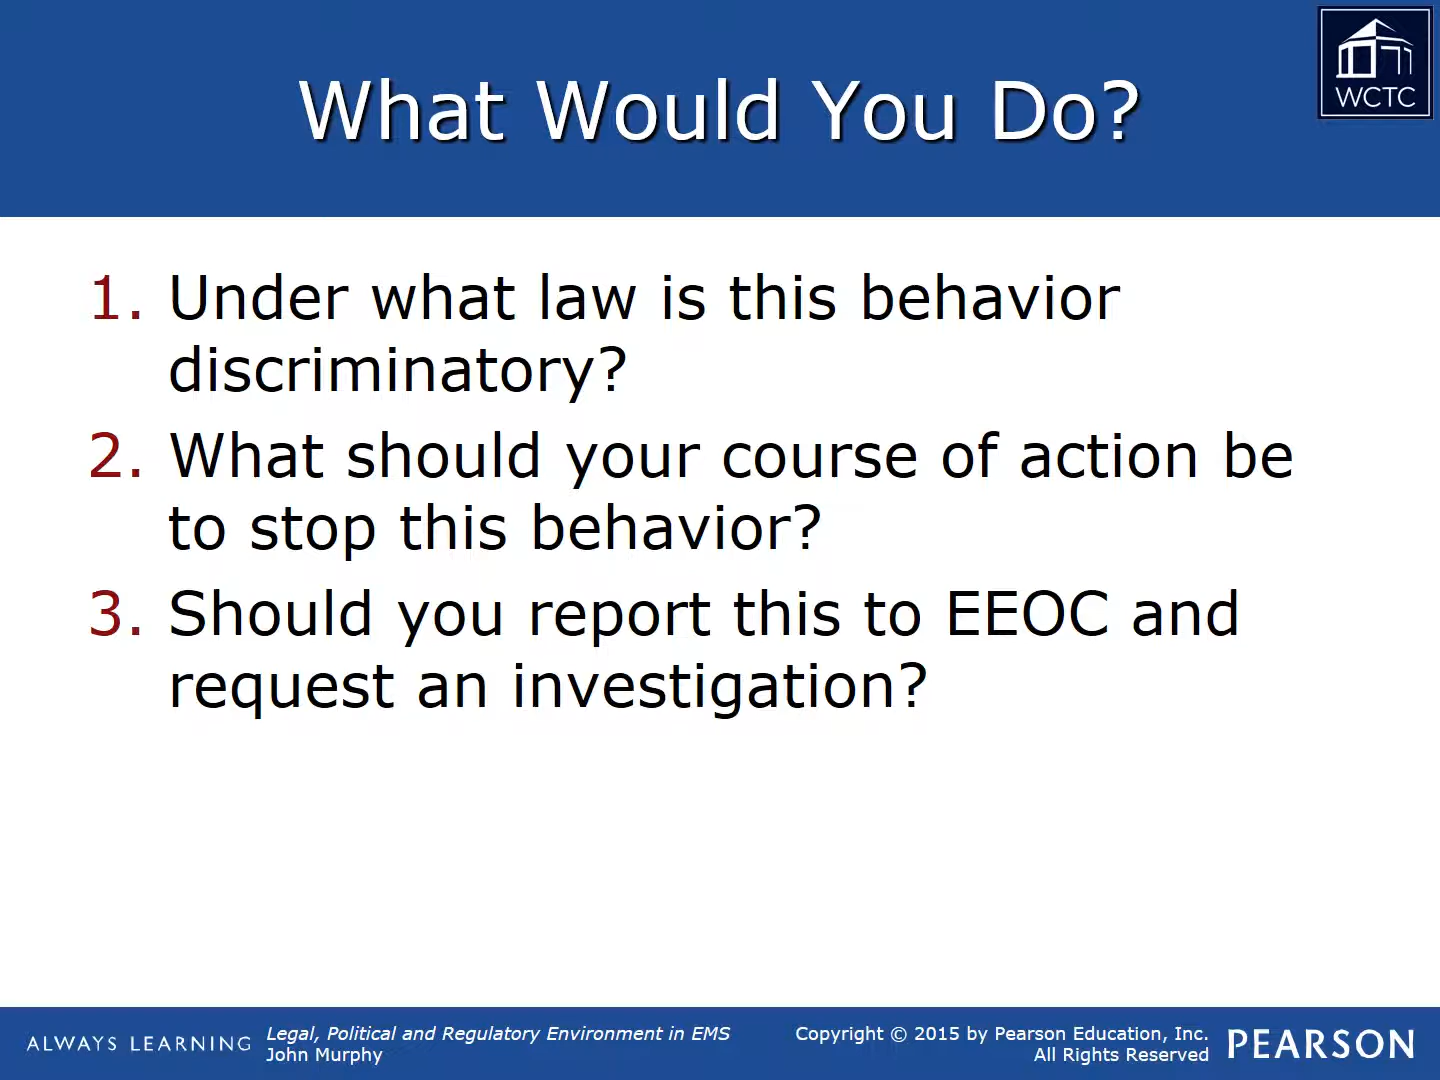 What Would You Do?
WCTC
1. Under what law is this behavior
discriminatory?
2. What should your course of action be
to stop this behavior?
3. Should you report this to EEOC and
request an investigation?
ALWAYS LEARNING
Legal, Political and Regulatory Environment in EMS
John Murphy
Copyright © 2015 by Pearson Education, Inc.
All Rights Reserved
PEARSON